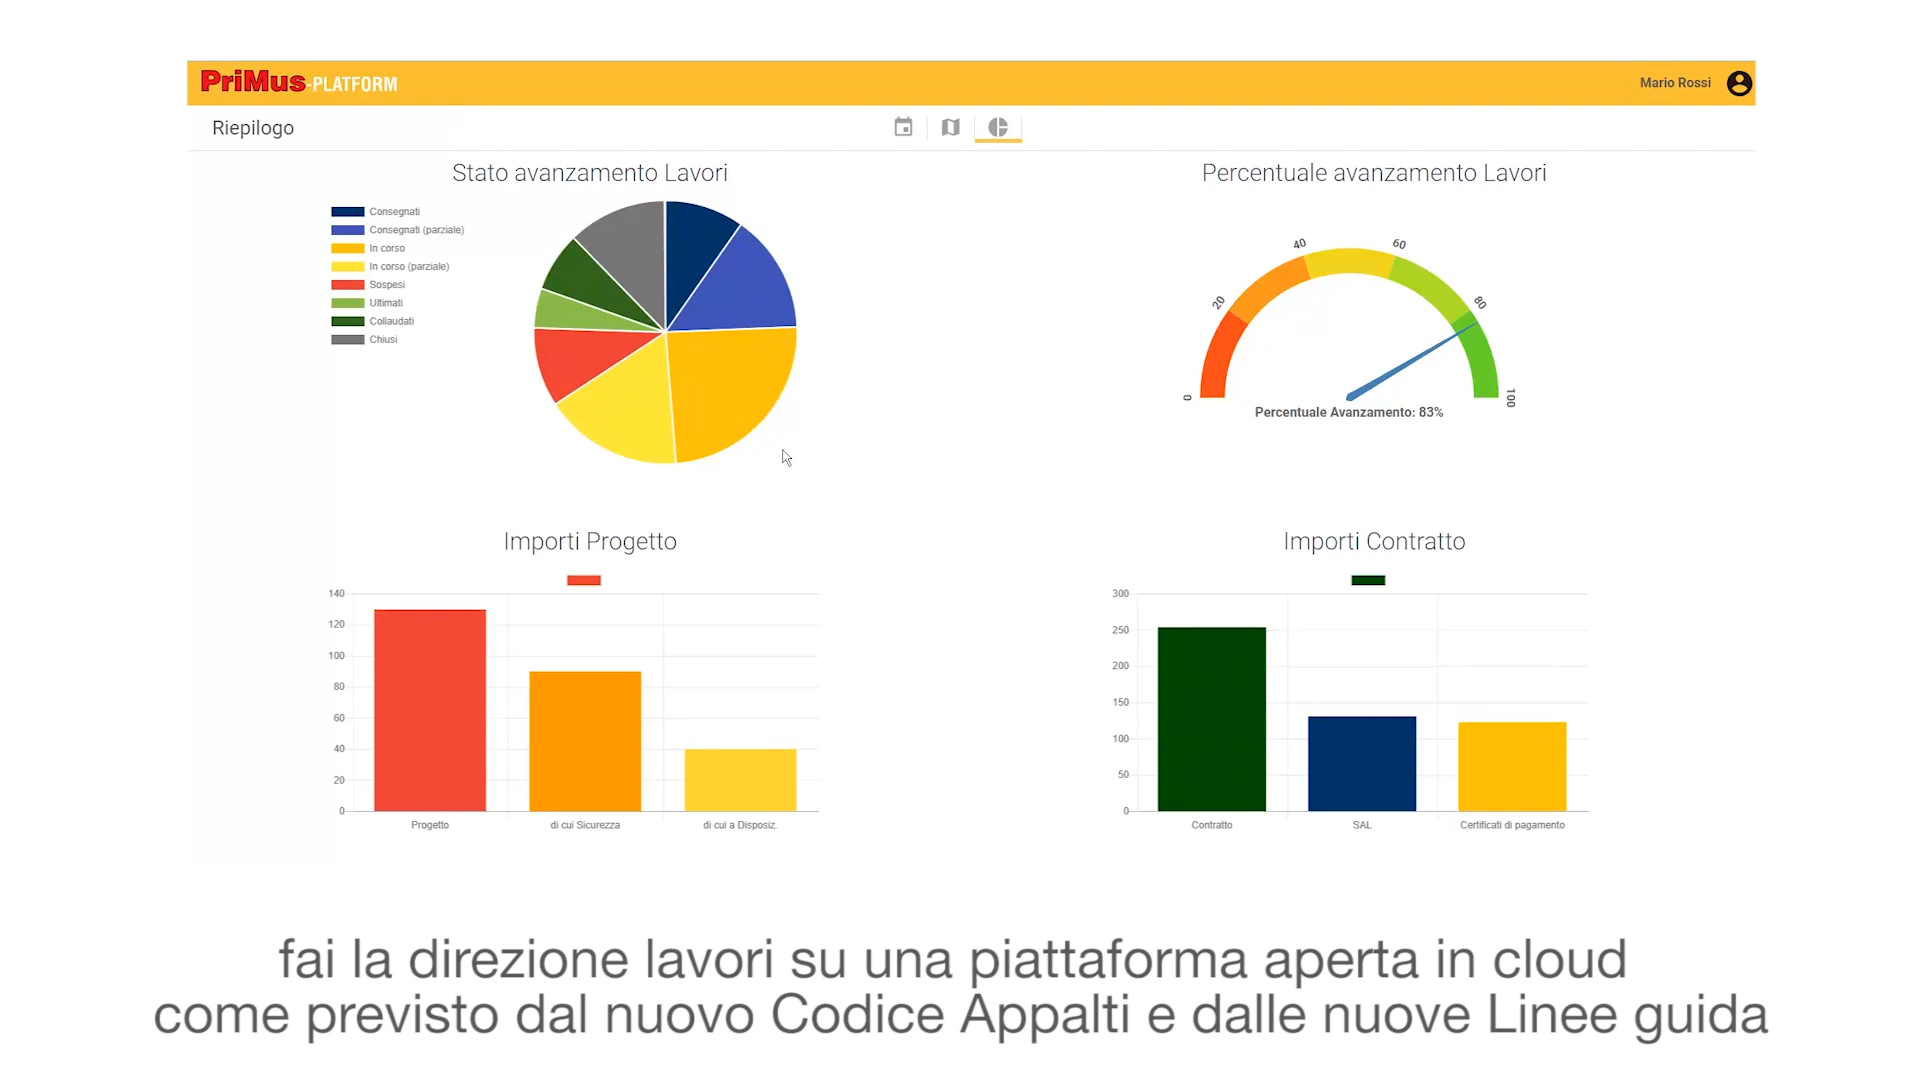 PriMus-PLATFORM
Mario Rossi
Riepilogo
Stato avanzamento Lavori
Consegnati
Consegnati (parziale)
In corso
In corso (parziale)
Sospesi
Ultimati
Collaudati
Chiusi
Percentuale avanzamento Lavori
0
20
40
60
80
100
Percentuale Avanzamento: 83%
Importi Progetto
140
120
100
80
60
40
20
0
Progetto
di cui Sicurezza
di cui a Disposiz.
Importi Contratto
300
250
200
150
100
50
0
Contratto
SAL
Certificati di pagamento
fai la direzione lavori su una piattaforma aperta in cloud
come previsto dal nuovo Codice Appalti e dalle nuove Linee guida